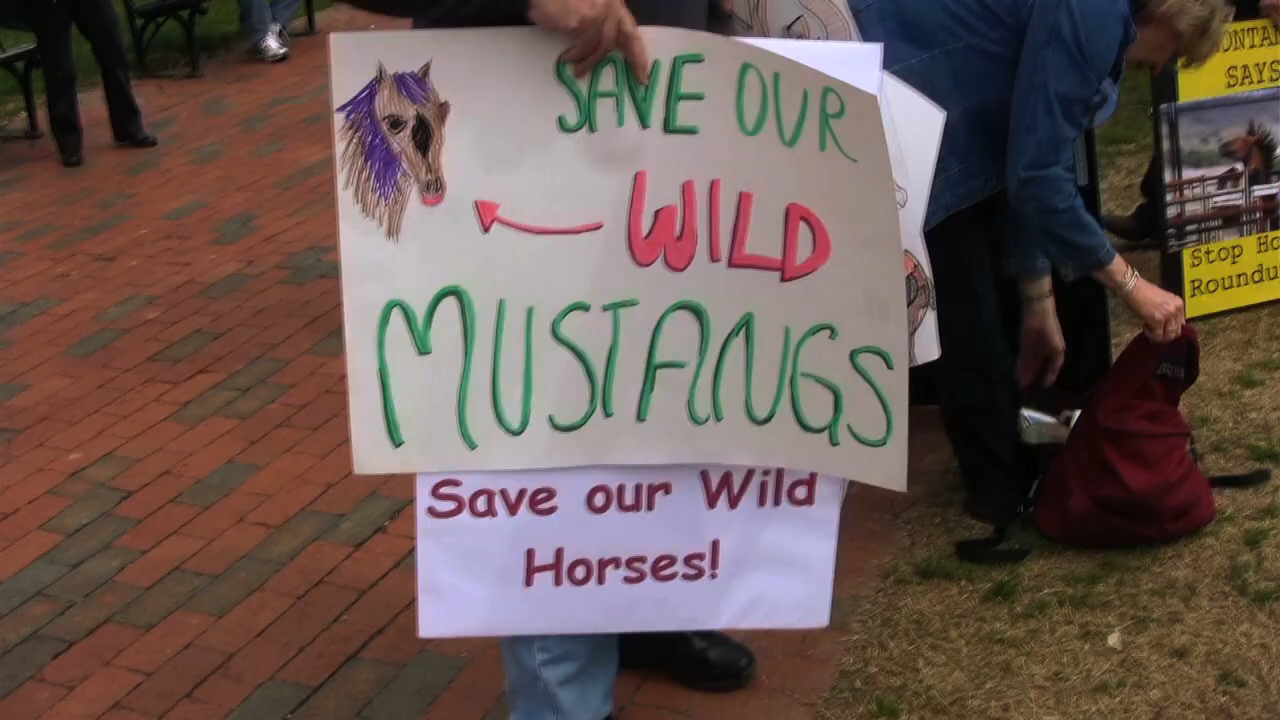 SAVE OUR
WILD
MUSTANGS
Save our Wild
Horses!
SAYS
Stop